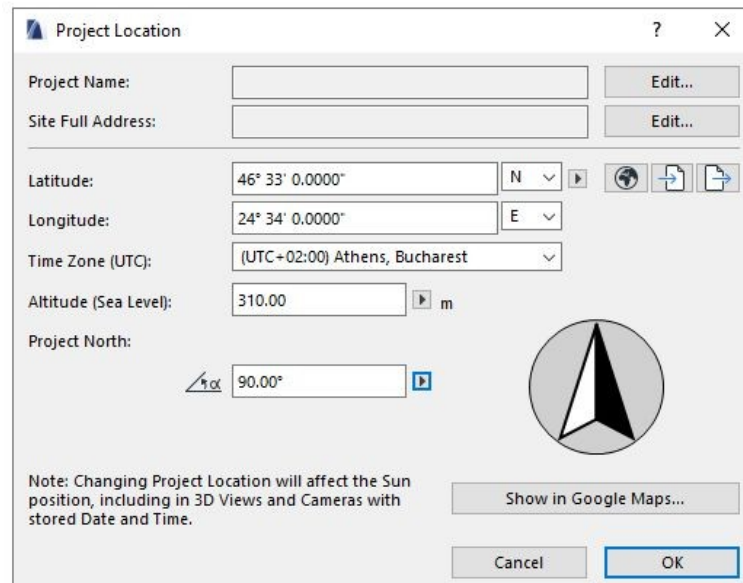 Project Location
Project Name: Edit...
Site Full Address: Edit...
Latitude: 46° 33' 0.0000" N
Longitude: 24° 34' 0.0000" E
Time Zone (UTC): (UTC+02:00) Athens, Bucharest
Altitude (Sea Level): 310.00 m
Project North:
α 90.00°
Note: Changing Project Location will affect the Sun
position, including in 3D Views and Cameras with
stored Date and Time.
Show in Google Maps...
Cancel OK